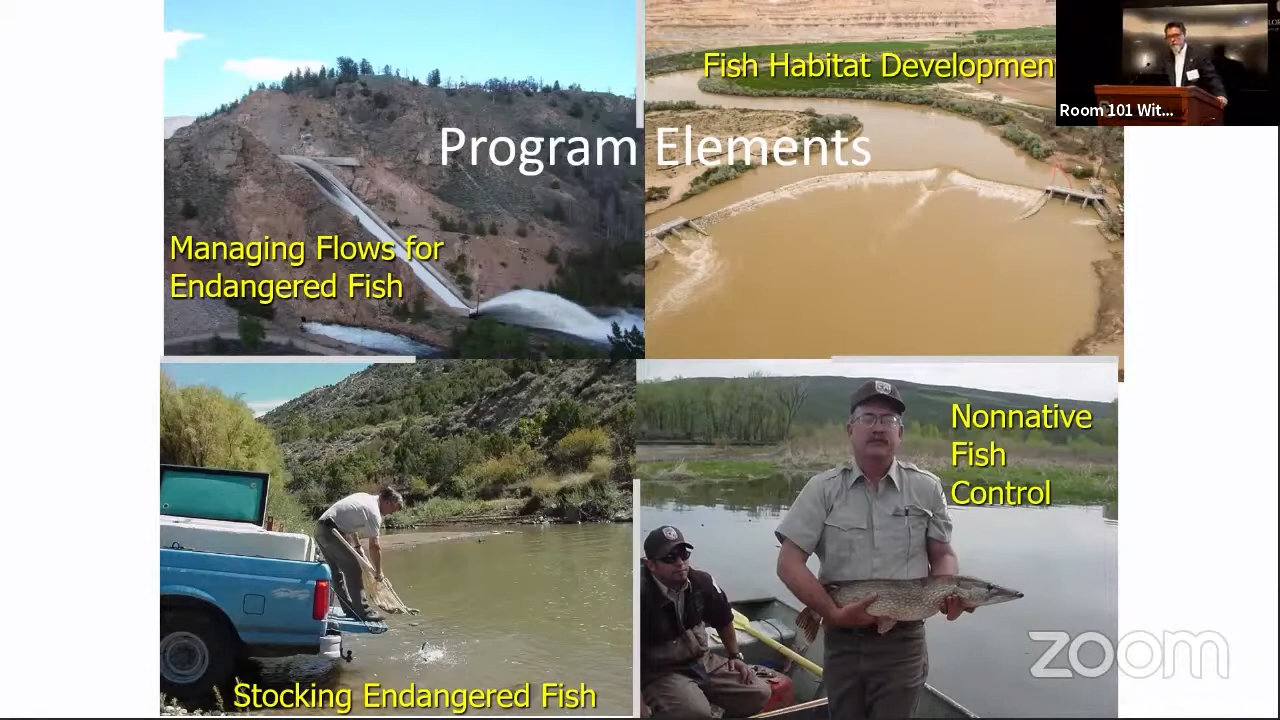 Program Elements
Managing Flows for
Endangered Fish
Fish Habitat Developmen
Room 101 Wit...
Stocking Endangered Fish
Nonnative
Fish
Control
zoom